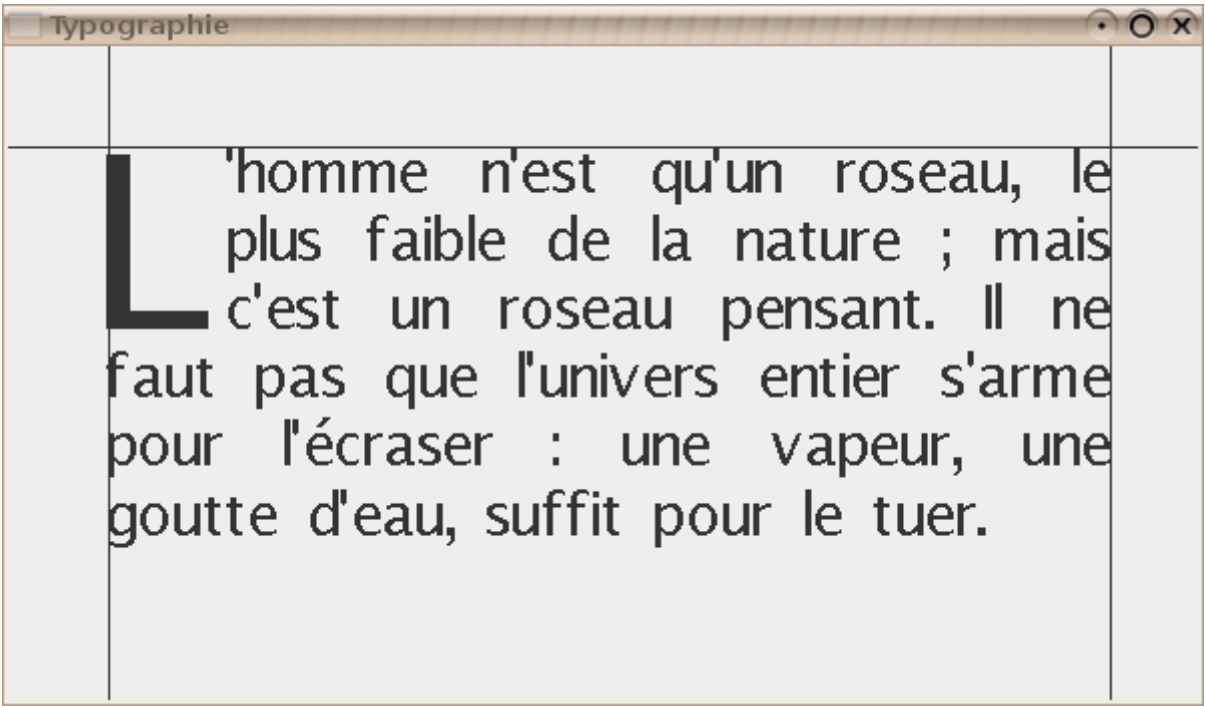 Typographie
L'homme n'est qu'un roseau, le
plus faible de la nature ; mais
c'est un roseau pensant. Il ne
faut pas que l'univers entier s'arme
pour l'écraser : une vapeur, une
goutte d'eau, suffit pour le tuer.